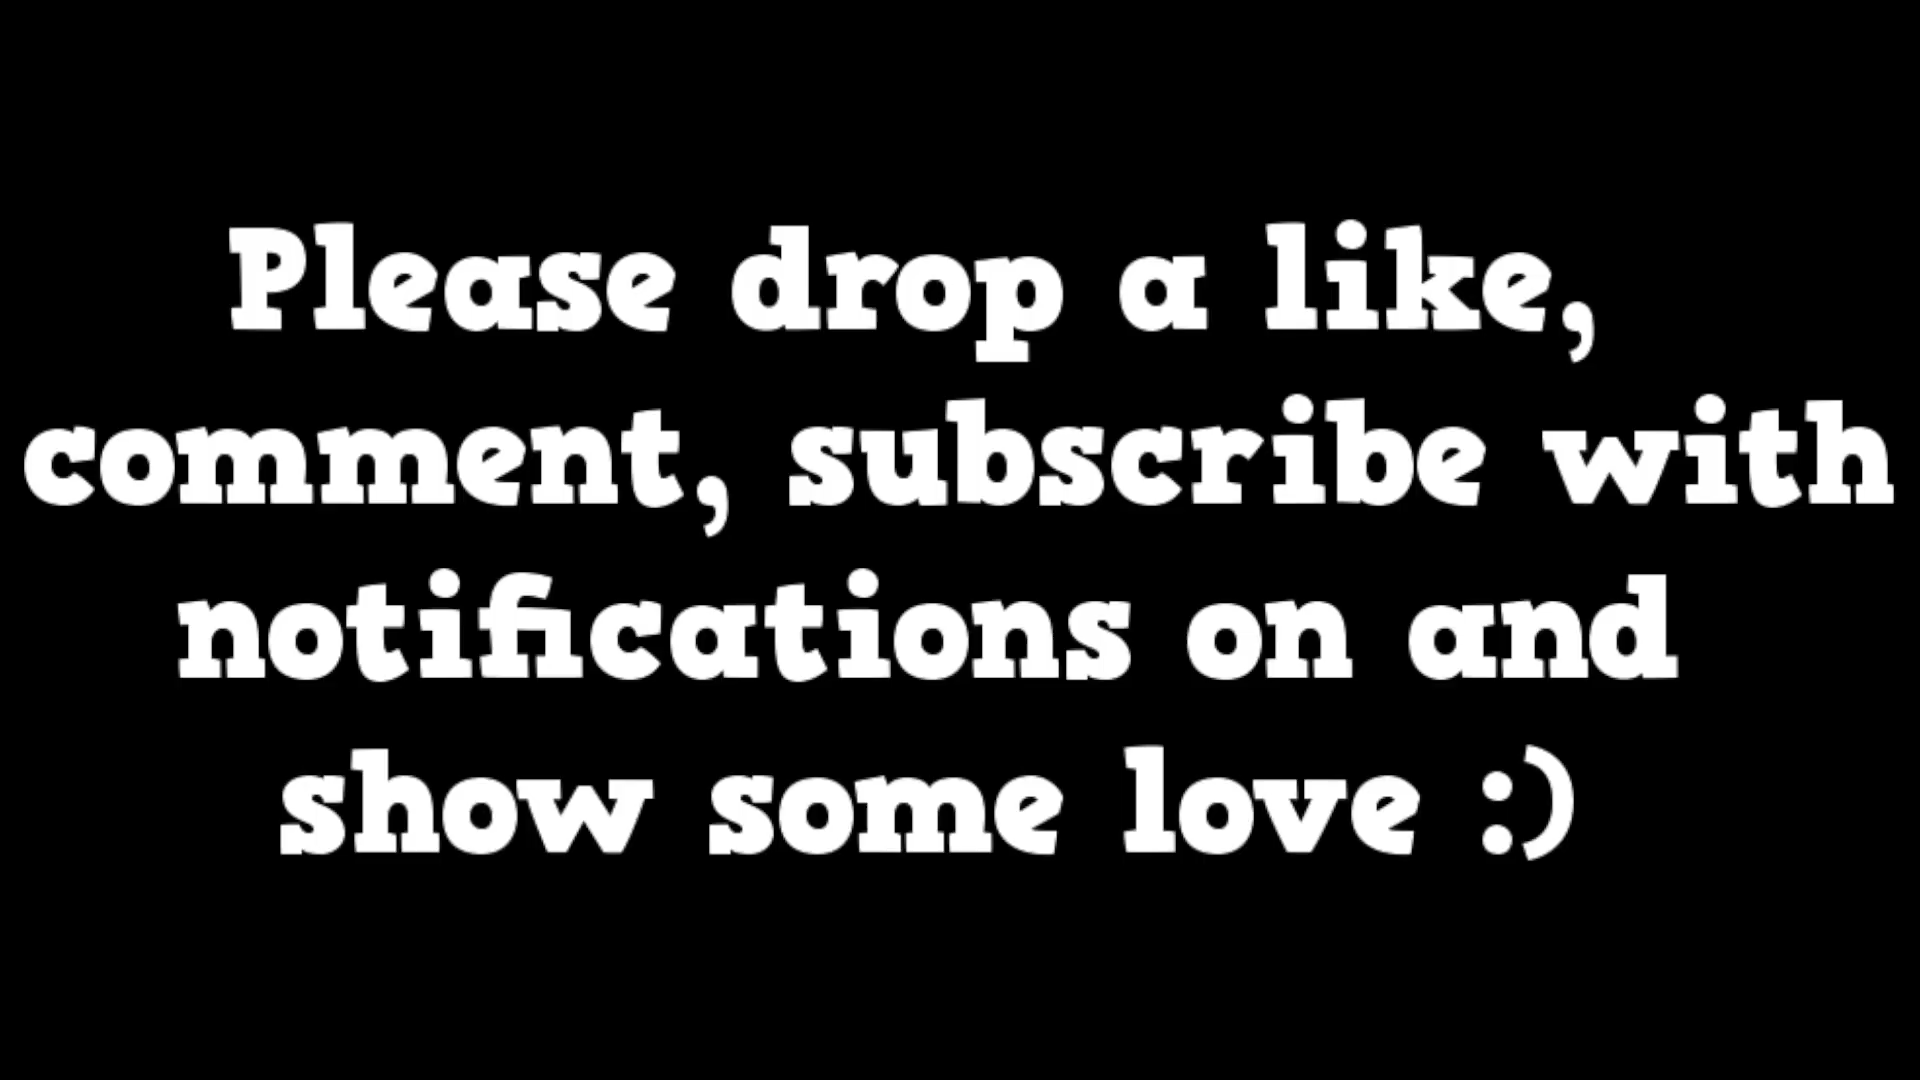 Please drop a like,
comment, subscribe with
notifications on and
show some love :)